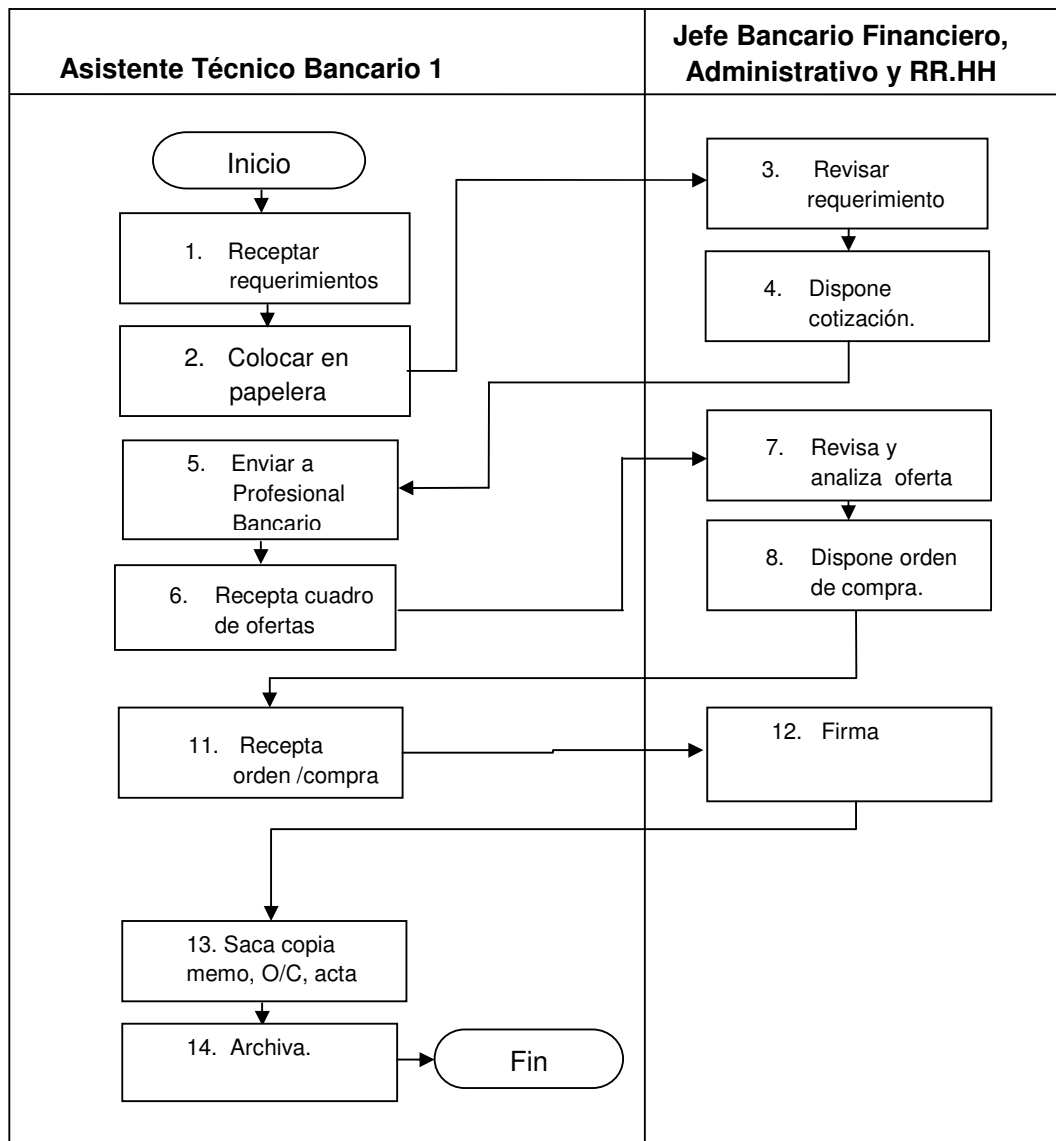 Asistente Técnico Bancario 1
Jefe Bancario Financiero,
Administrativo y RR.HH
Inicio
1. Receptar
requerimientos
2. Colocar en
papelera
3. Revisar
requerimiento
4. Dispone
cotización.
5. Enviar a
Profesional
Bancario
6. Recepta cuadro
de ofertas
7. Revisa y
analiza oferta
8. Dispone orden
de compra.
11. Recepta
orden /compra
12. Firma
13. Saca copia
memo, O/C, acta
14. Archiva.
Fin